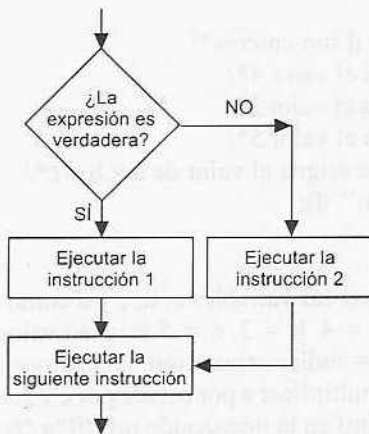 ¿La
expresión es
verdadera?
NO
SÍ
Ejecutar la
instrucción 1
Ejecutar la
instrucción 2
Ejecutar la
siguiente instrucción